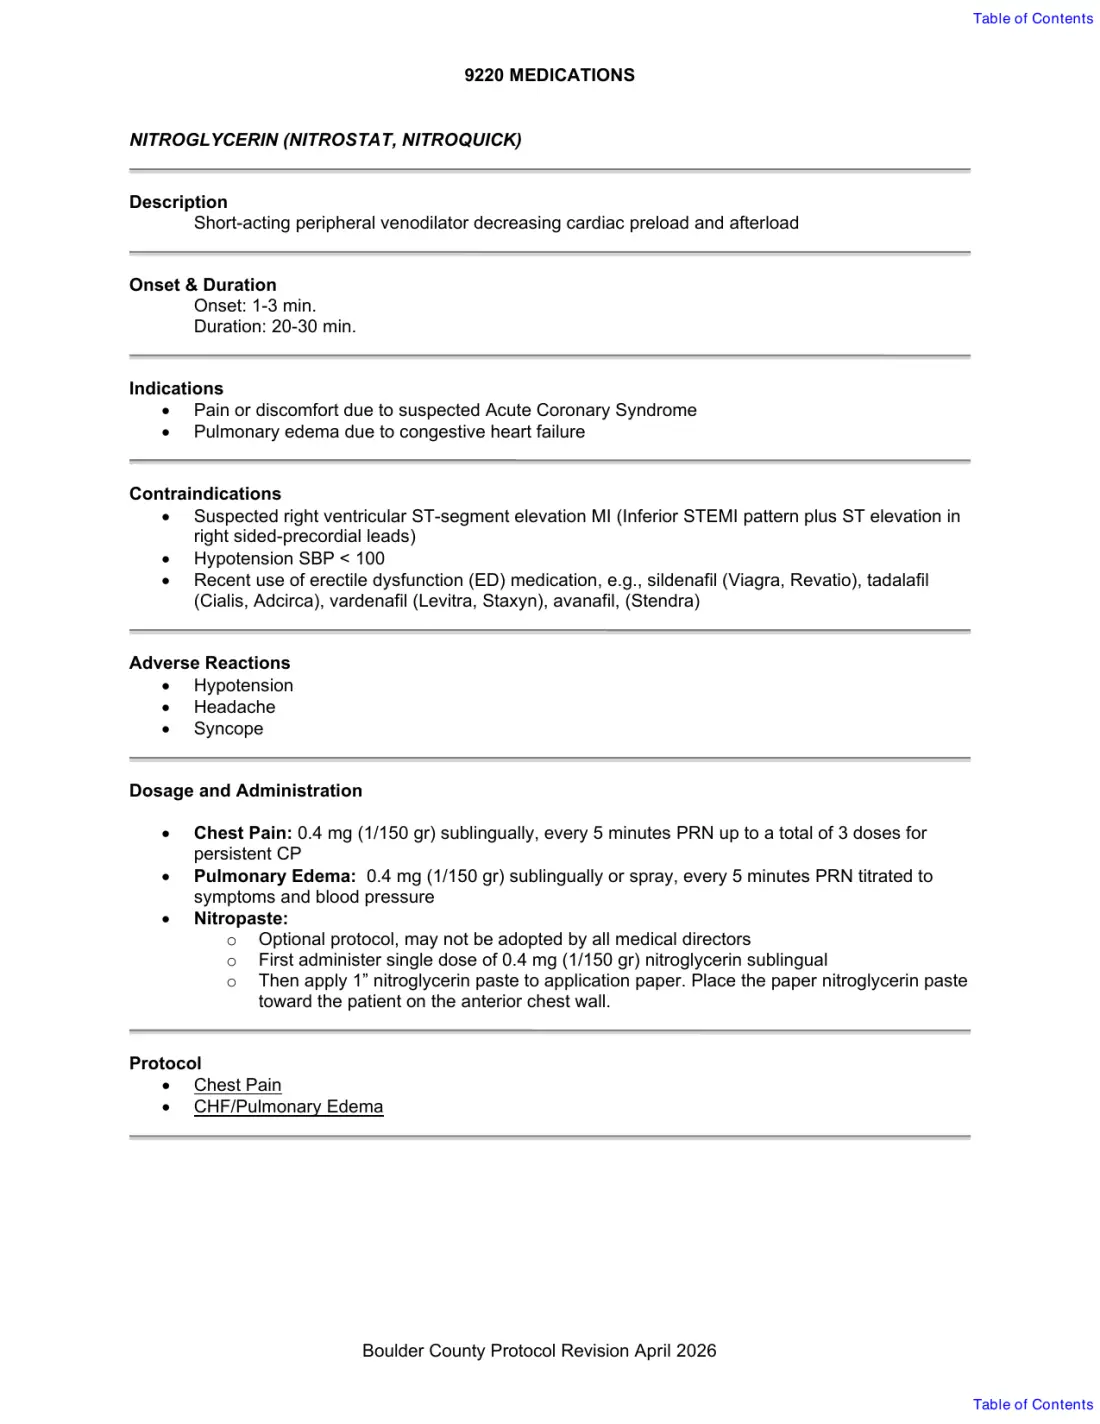 Table of Contents
9220 MEDICATIONS
NITROGLYCERIN (NITROSTAT, NITROQUICK)
Description
Short-acting peripheral venodilator decreasing cardiac preload and afterload
Onset & Duration
Onset: 1-3 min.
Duration: 20-30 min.
Indications
• Pain or discomfort due to suspected Acute Coronary Syndrome
• Pulmonary edema due to congestive heart failure
Contraindications
• Suspected right ventricular ST-segment elevation MI (Inferior STEMI pattern plus ST elevation in
right sided-precordial leads)
• Hypotension SBP < 100
• Recent use of erectile dysfunction (ED) medication, e.g., sildenafil (Viagra, Revatio), tadalafil
(Cialis, Adcirca), vardenafil (Levitra, Staxyn), avanafil, (Stendra)
Adverse Reactions
• Hypotension
• Headache
• Syncope
Dosage and Administration
• Chest Pain: 0.4 mg (1/150 gr) sublingually, every 5 minutes PRN up to a total of 3 doses for
persistent CP
• Pulmonary Edema:  0.4 mg (1/150 gr) sublingually or spray, every 5 minutes PRN titrated to
symptoms and blood pressure
• Nitropaste:
o Optional protocol, may not be adopted by all medical directors
o First administer single dose of 0.4 mg (1/150 gr) nitroglycerin sublingual
o Then apply 1” nitroglycerin paste to application paper. Place the paper nitroglycerin paste
toward the patient on the anterior chest wall.
Protocol
• Chest Pain
• CHF/Pulmonary Edema
Boulder County Protocol Revision April 2026
Table of Contents